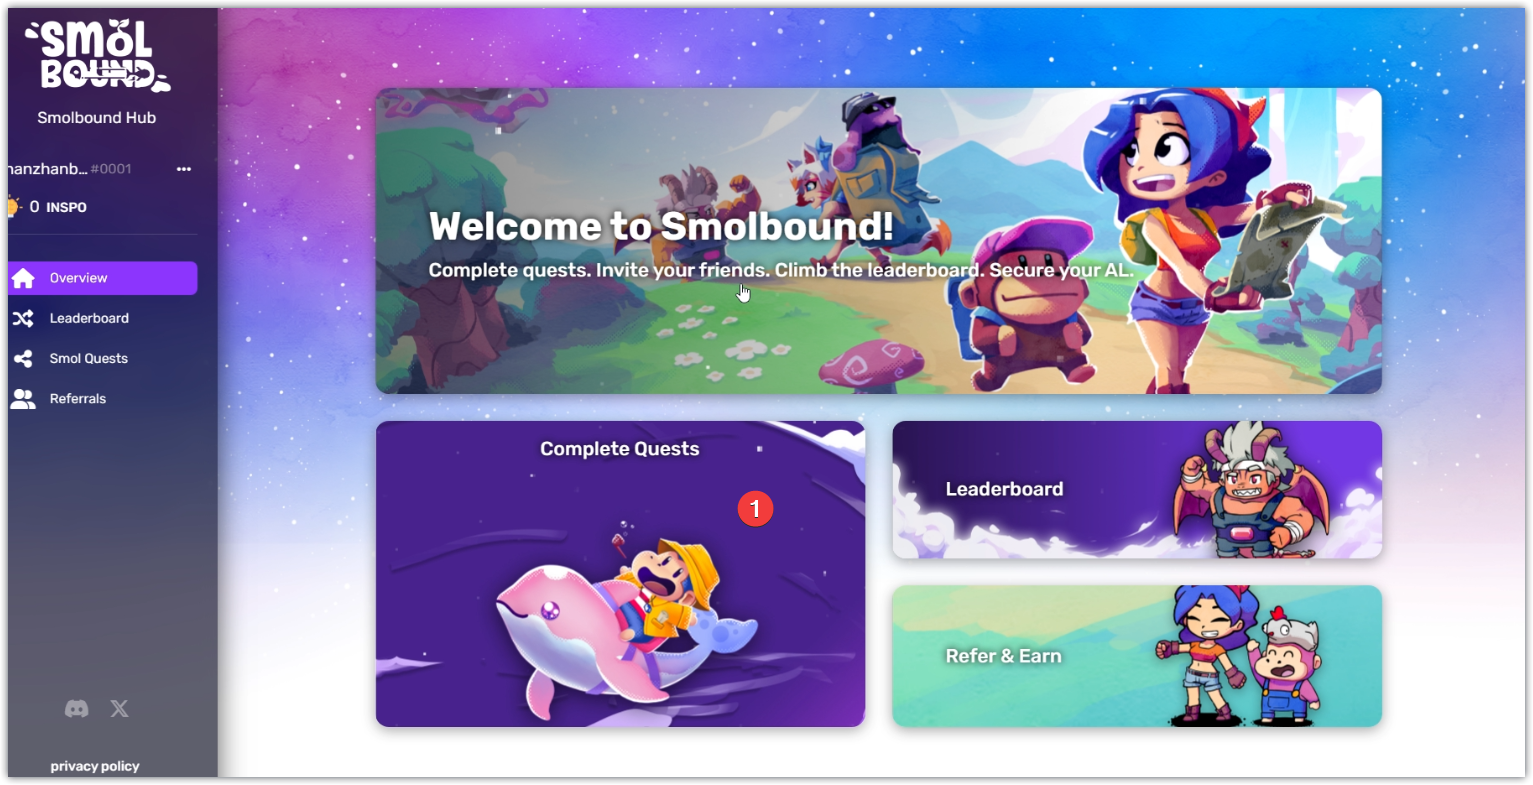 SMOL
BOUND
Smolbound Hub
hanzhanb... #0001
0 INSPO
Overview
Leaderboard
Smol Quests
Referrals
privacy policy
Welcome to Smolbound!
Complete quests. Invite your friends. Climb the leaderboard. Secure your AL.
Complete Quests
1
Leaderboard
Refer & Earn